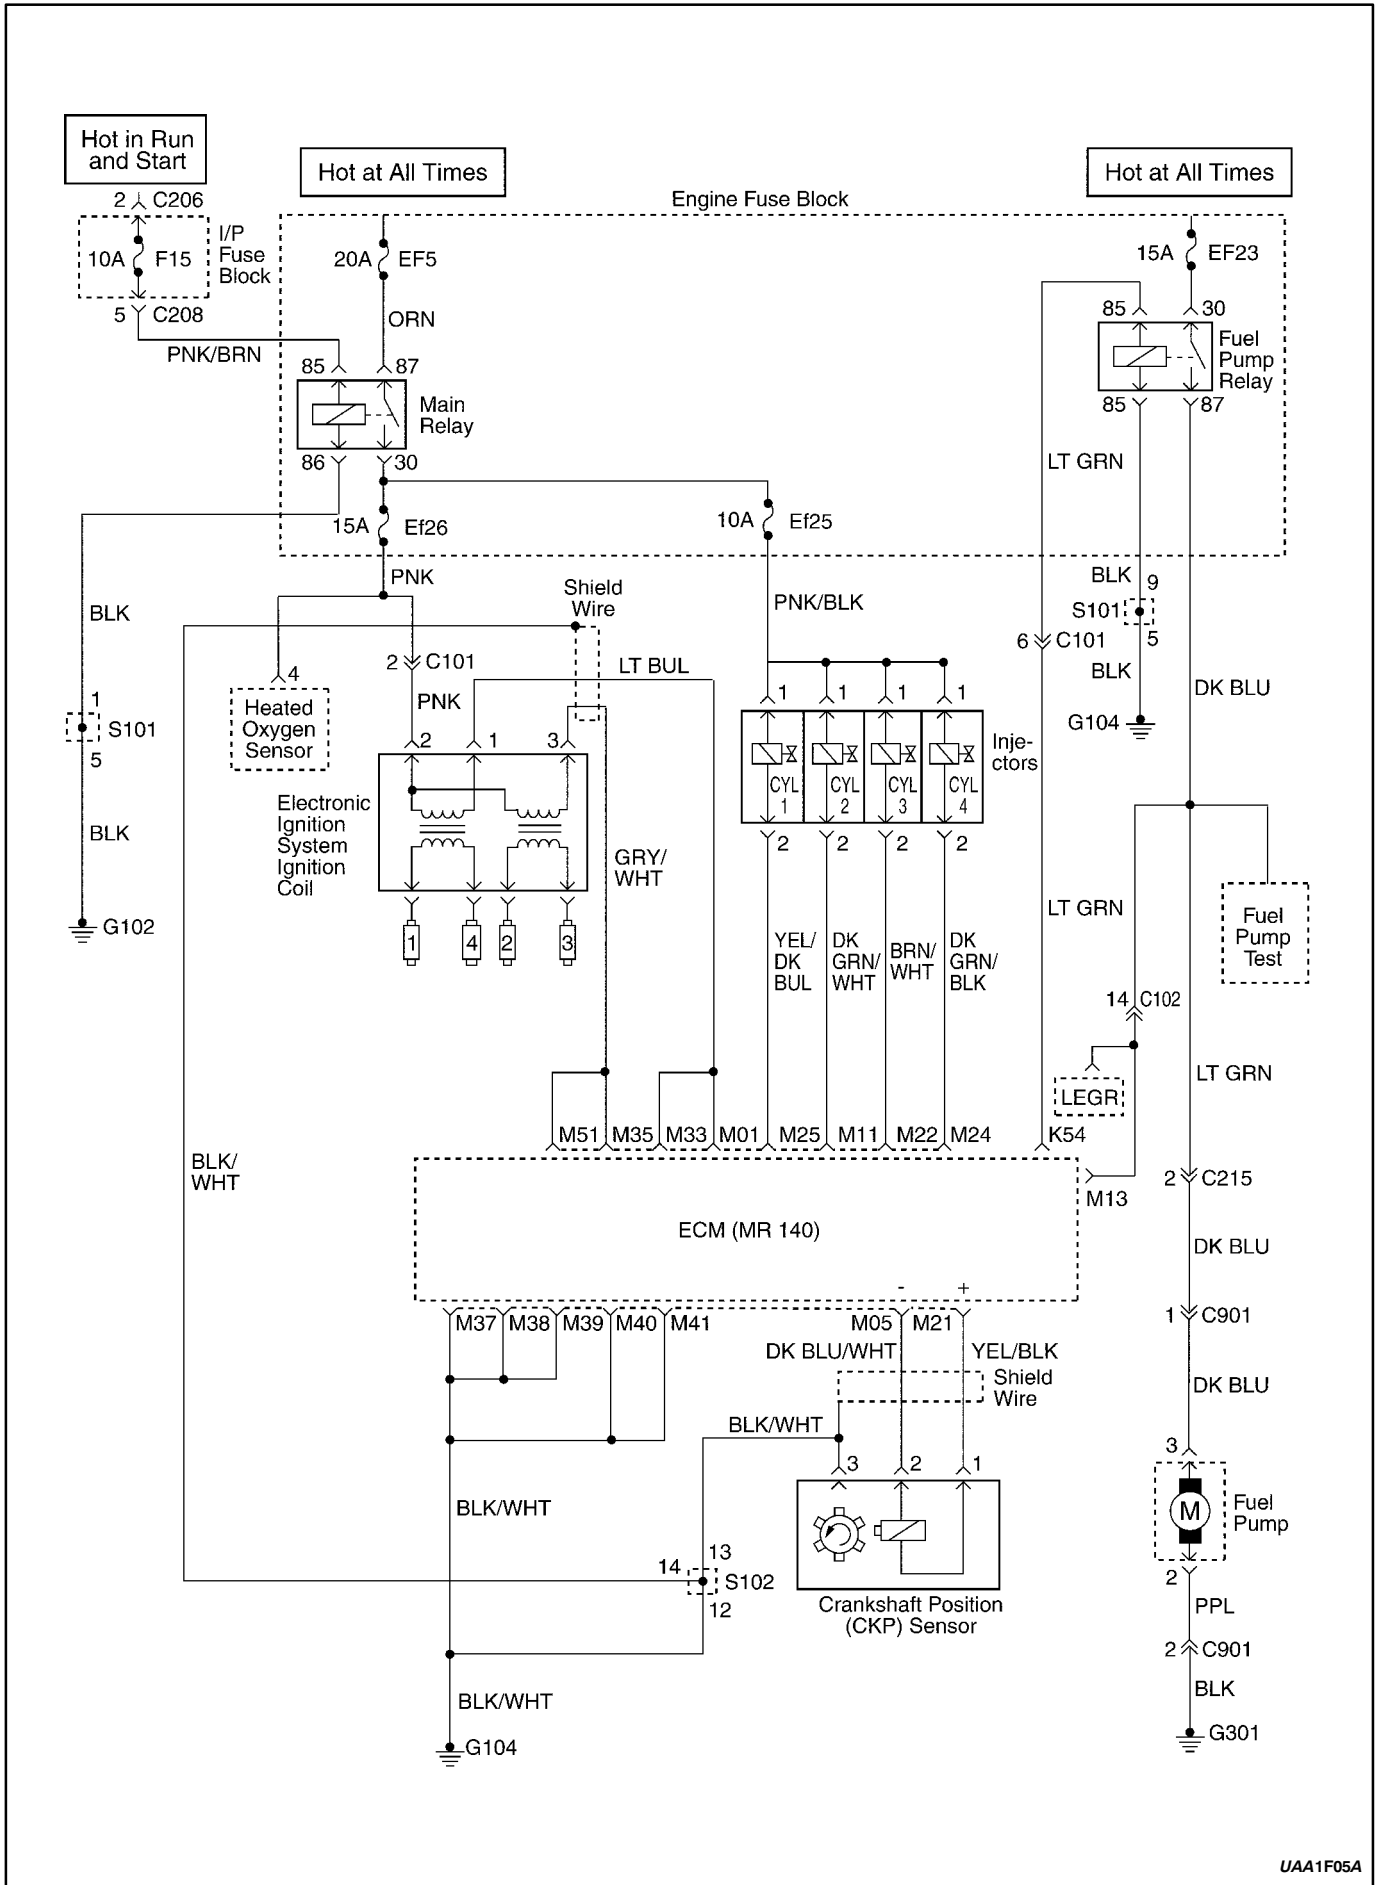 Hot in Run
and Start
Hot at All Times
Hot at All Times
2 C206
Engine Fuse Block
10A F15
I/P
Fuse
Block
20A EF5
15A EF23
5 C208
ORN
85 30
PNK/BRN
Fuel
Pump
Relay
85 87
Main
Relay
85 87
86 30
LT GRN
15A Ef26
10A Ef25
PNK
BLK 9
Shield
Wire
PNK/BLK
BLK
S101
5
6 C101
2 C101
LT BUL
BLK
4
PNK
DK BLU
1 1 1 1
Heated
Oxygen
Sensor
1
S101
5
G104
2 1 3
Inje-
ctors
CYL
1
CYL
2
CYL
3
CYL
4
Electronic
Ignition
System
Ignition
Coil
BLK
2 2 2 2
GRY/
WHT
LT GRN
Fuel
Pump
Test
G102
1 4 2 3
YEL/
DK
BUL
DK
GRN/
WHT
BRN/
WHT
DK
GRN/
BLK
14 C102
LT GRN
LEGR
M51 M35 M33 M01 M25 M11 M22 M24 K54
BLK/
WHT
M13
2 C215
ECM (MR 140)
DK BLU
- +
M37 M38 M39 M40 M41 M05 M21
1 C901
DK BLU/WHT YEL/BLK
Shield
Wire
DK BLU
BLK/WHT
3
3 2 1
BLK/WHT
M
Fuel
Pump
13
14 S102
12
2
Crankshaft Position
(CKP) Sensor
PPL
2 C901
BLK/WHT
BLK
G104
G301
UAA1F05A